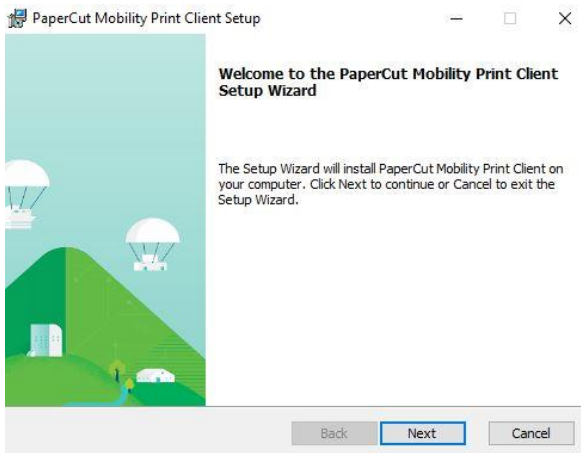 PaperCut Mobility Print Client Setup
Welcome to the PaperCut Mobility Print Client
Setup Wizard
The Setup Wizard will install PaperCut Mobility Print Client on
your computer. Click Next to continue or Cancel to exit the
Setup Wizard.
Back Next Cancel